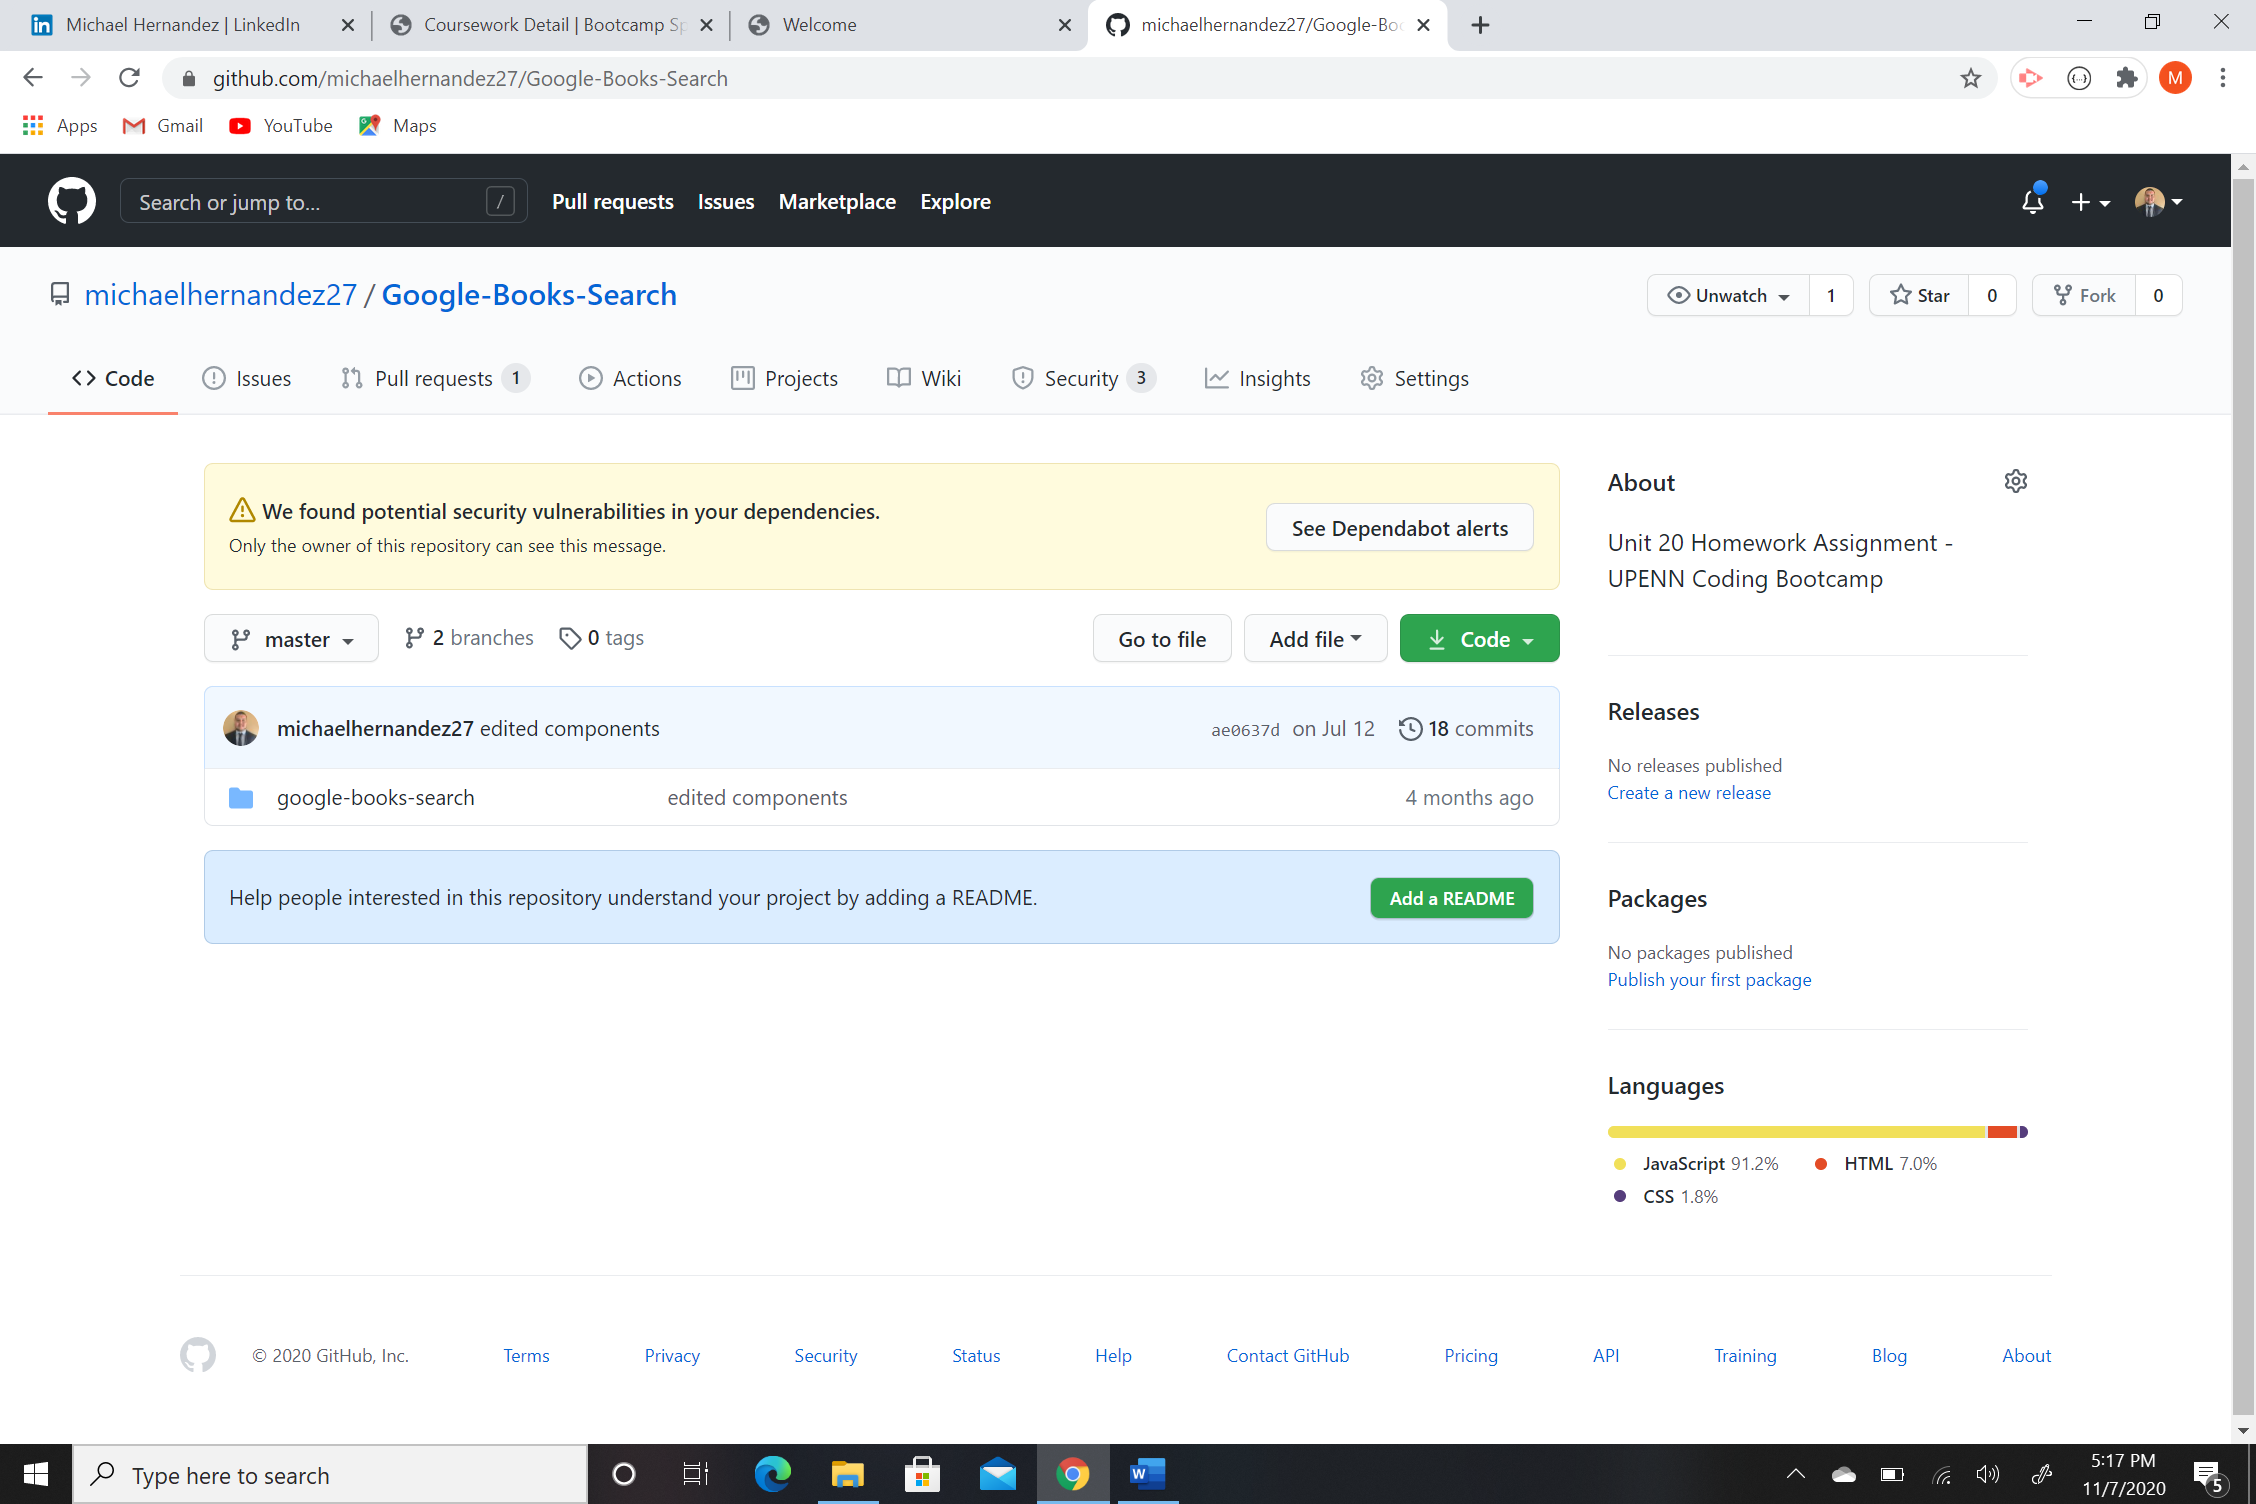 Michael Hernandez | LinkedIn
Coursework Detail | Bootcamp Sp
Welcome
michaelhernandez27/Google-Boo
github.com/michaelhernandez27/Google-Books-Search
M
Apps
Gmail
YouTube
Maps
Search or jump to...
/
Pull requests
Issues
Marketplace
Explore
michaelhernandez27 / Google-Books-Search
Unwatch 1
Star 0
Fork 0
Code
Issues
Pull requests 1
Actions
Projects
Wiki
Security 3
Insights
Settings
We found potential security vulnerabilities in your dependencies.
Only the owner of this repository can see this message.
See Dependabot alerts
master
2 branches
0 tags
Go to file
Add file
Code
michaelhernandez27 edited components
ae0637d on Jul 12
18 commits
google-books-search
edited components
4 months ago
Help people interested in this repository understand your project by adding a README.
Add a README
About
Unit 20 Homework Assignment -
UPENN Coding Bootcamp
Releases
No releases published
Create a new release
Packages
No packages published
Publish your first package
Languages
JavaScript 91.2%
HTML 7.0%
CSS 1.8%
© 2020 GitHub, Inc.
Terms
Privacy
Security
Status
Help
Contact GitHub
Pricing
API
Training
Blog
About
Type here to search
W
5:17 PM
11/7/2020
5